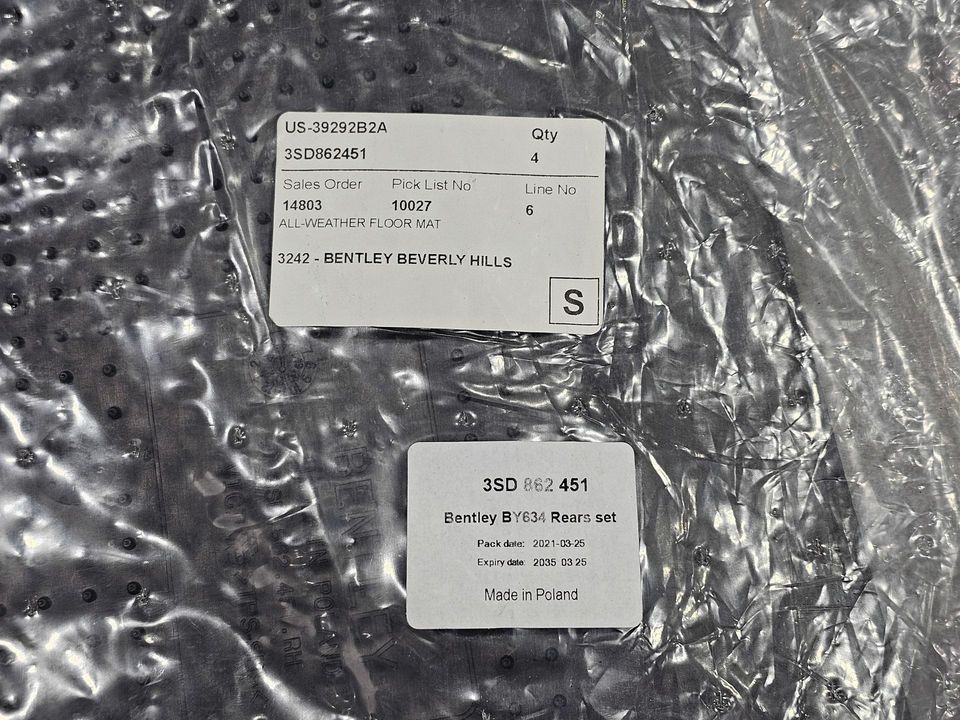 US-39292B2A
Qty
3SD862451
4
Sales Order Pick List No Line No
14803 10027 6
ALL-WEATHER FLOOR MAT
3242 - BENTLEY BEVERLY HILLS
S
3SD 862 451
Bentley BY634 Rears set
Pack date: 2021-03-25
Expiry date: 2035 03 25
Made in Poland
BENTLEY